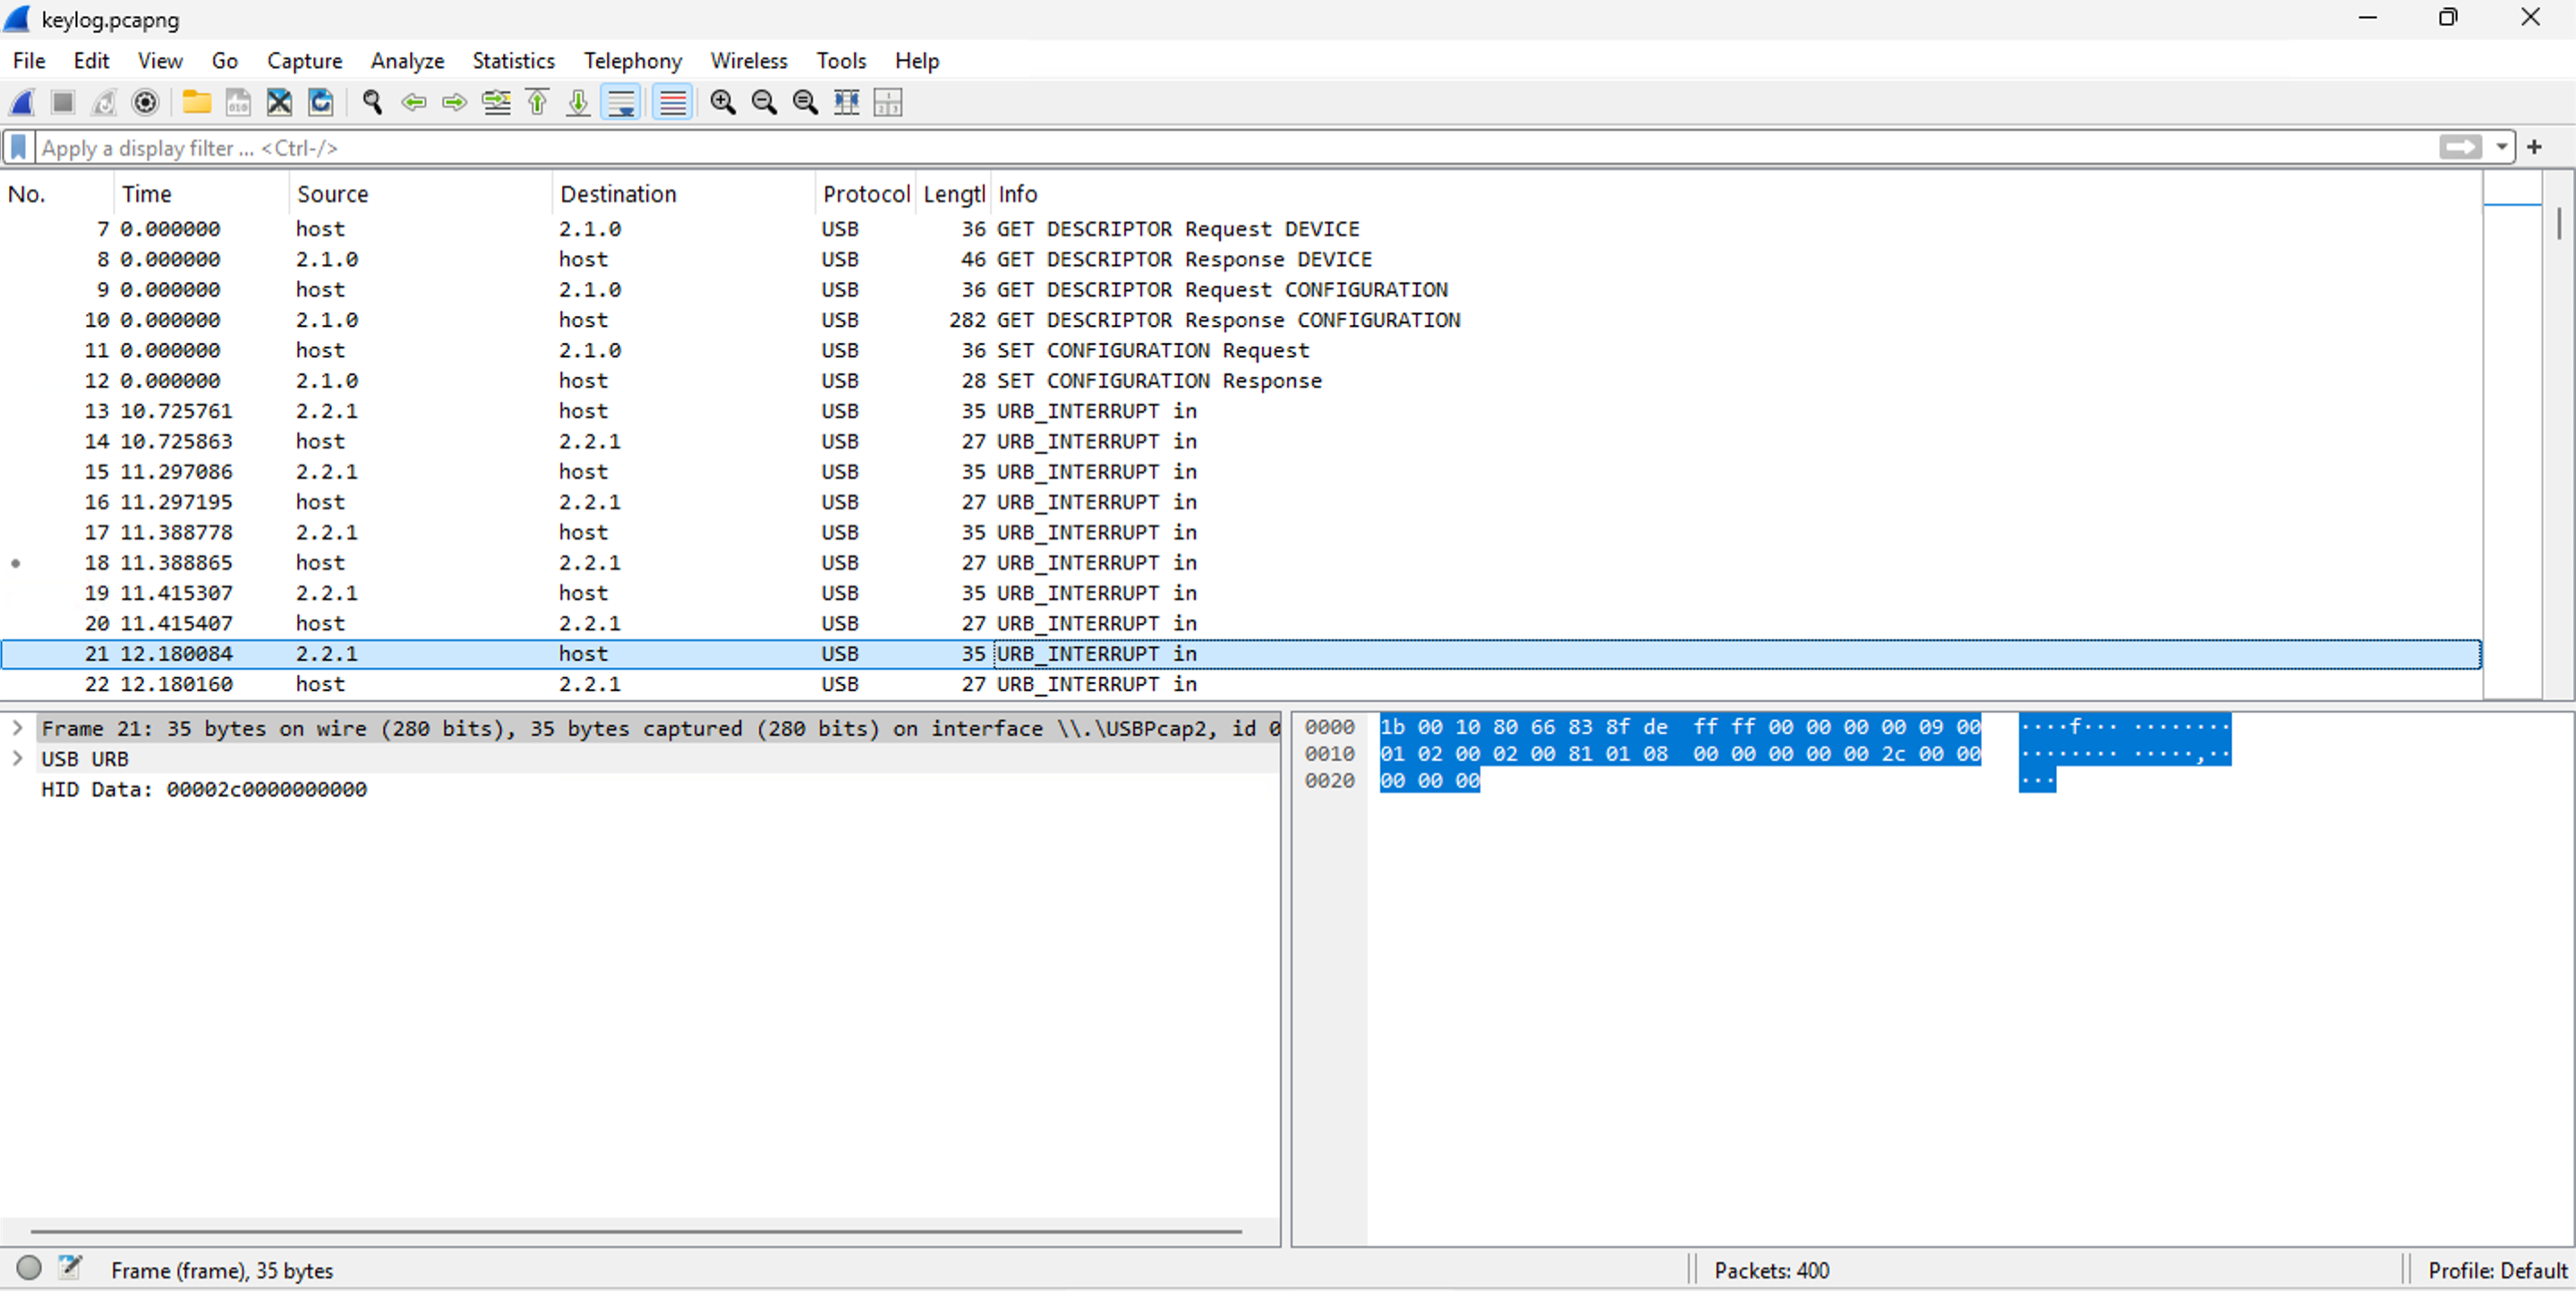 keylog.pcapng
File Edit View Go Capture Analyze Statistics Telephony Wireless Tools Help
Apply a display filter ... <Ctrl-/>
No. Time Source Destination Protocol Lengtl Info
7 0.000000 host 2.1.0 USB 36 GET DESCRIPTOR Request DEVICE
8 0.000000 2.1.0 host USB 46 GET DESCRIPTOR Response DEVICE
9 0.000000 host 2.1.0 USB 36 GET DESCRIPTOR Request CONFIGURATION
10 0.000000 2.1.0 host USB 282 GET DESCRIPTOR Response CONFIGURATION
11 0.000000 host 2.1.0 USB 36 SET CONFIGURATION Request
12 0.000000 2.1.0 host USB 28 SET CONFIGURATION Response
13 10.725761 2.2.1 host USB 35 URB_INTERRUPT in
14 10.725863 host 2.2.1 USB 27 URB_INTERRUPT in
15 11.297086 2.2.1 host USB 35 URB_INTERRUPT in
16 11.297195 host 2.2.1 USB 27 URB_INTERRUPT in
17 11.388778 2.2.1 host USB 35 URB_INTERRUPT in
18 11.388865 host 2.2.1 USB 27 URB_INTERRUPT in
19 11.415307 2.2.1 host USB 35 URB_INTERRUPT in
20 11.415407 host 2.2.1 USB 27 URB_INTERRUPT in
21 12.180084 2.2.1 host USB 35 URB_INTERRUPT in
22 12.180160 host 2.2.1 USB 27 URB_INTERRUPT in
Frame 21: 35 bytes on wire (280 bits), 35 bytes captured (280 bits) on interface \\.\USBPcap2, id 0
USB URB
HID Data: 00002c0000000000
0000 1b 00 10 80 66 83 8f de ff ff 00 00 00 00 09 00 ····f··· ········
0010 01 02 00 02 00 81 01 08 00 00 00 00 00 2c 00 00 ········ ·····,··
0020 00 00 00 ···
Frame (frame), 35 bytes
Packets: 400
Profile: Default